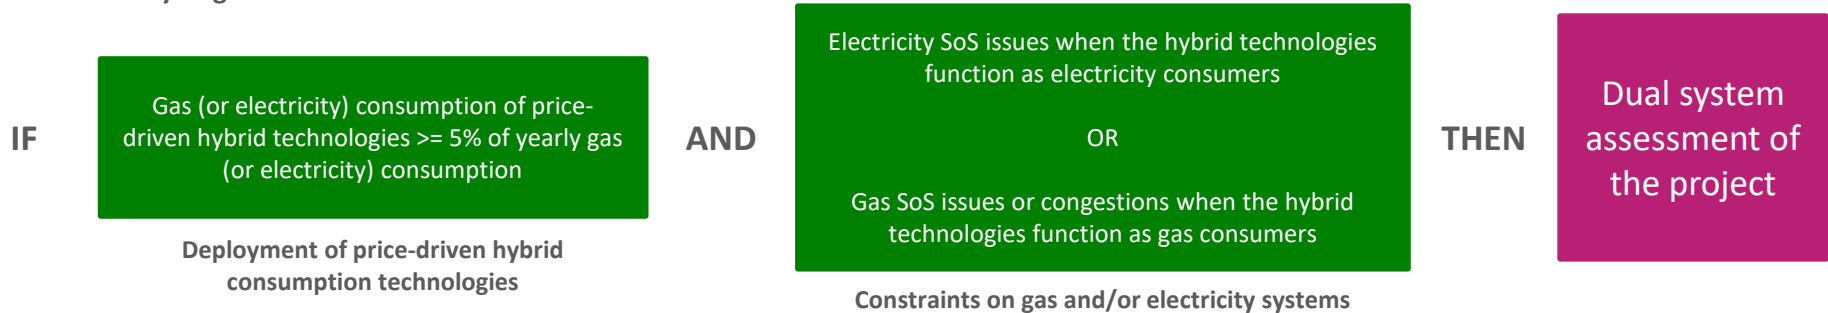 IF
Gas (or electricity) consumption of price-
driven hybrid technologies >= 5% of yearly gas
(or electricity) consumption
Deployment of price-driven hybrid
consumption technologies
AND
Electricity SoS issues when the hybrid technologies
function as electricity consumers
OR
Gas SoS issues or congestions when the hybrid
technologies function as gas consumers
Constraints on gas and/or electricity systems
THEN
Dual system
assessment of
the project